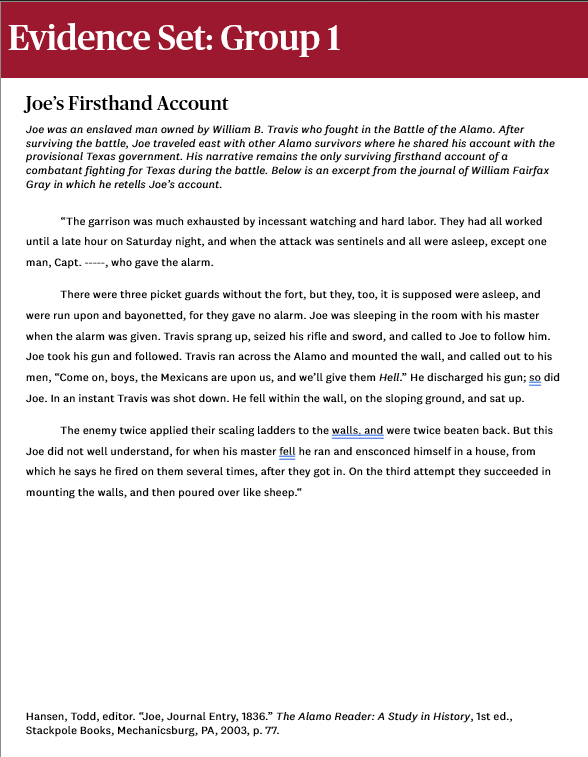 Evidence Set: Group 1
Joe's Firsthand Account
Joe was an enslaved man owned by William B. Travis who fought in the Battle of the Alamo. After
surviving the battle, Joe traveled east with other Alamo survivors where he shared his account with the
provisional Texas government. His narrative remains the only surviving firsthand account of a
combatant fighting for Texas during the battle. Below is an excerpt from the journal of William Fairfax
Gray in which he retells Joe's account.
"The garrison was much exhausted by incessant watching and hard labor. They had all worked
until a late hour on Saturday night, and when the attack was sentinels and all were asleep, except one
man, Capt. -----, who gave the alarm.
There were three picket guards without the fort, but they, too, it is supposed were asleep, and
were run upon and bayonetted, for they gave no alarm. Joe was sleeping in the room with his master
when the alarm was given. Travis sprang up, seized his rifle and sword, and called to Joe to follow him.
Joe took his gun and followed. Travis ran across the Alamo and mounted the wall, and called out to his
men, "Come on, boys, the Mexicans are upon us, and we'll give them Hell." He discharged his gun; so did
Joe. In an instant Travis was shot down. He fell within the wall, on the sloping ground, and sat up.
The enemy twice applied their scaling ladders to the walls, and were twice beaten back. But this
Joe did not well understand, for when his master fell he ran and ensconced himself in a house, from
which he says he fired on them several times, after they got in. On the third attempt they succeeded in
mounting the walls, and then poured over like sheep."
Hansen, Todd, editor. "Joe, Journal Entry, 1836." The Alamo Reader: A Study in History, 1st ed.,
Stackpole Books, Mechanicsburg, PA, 2003, p. 77.